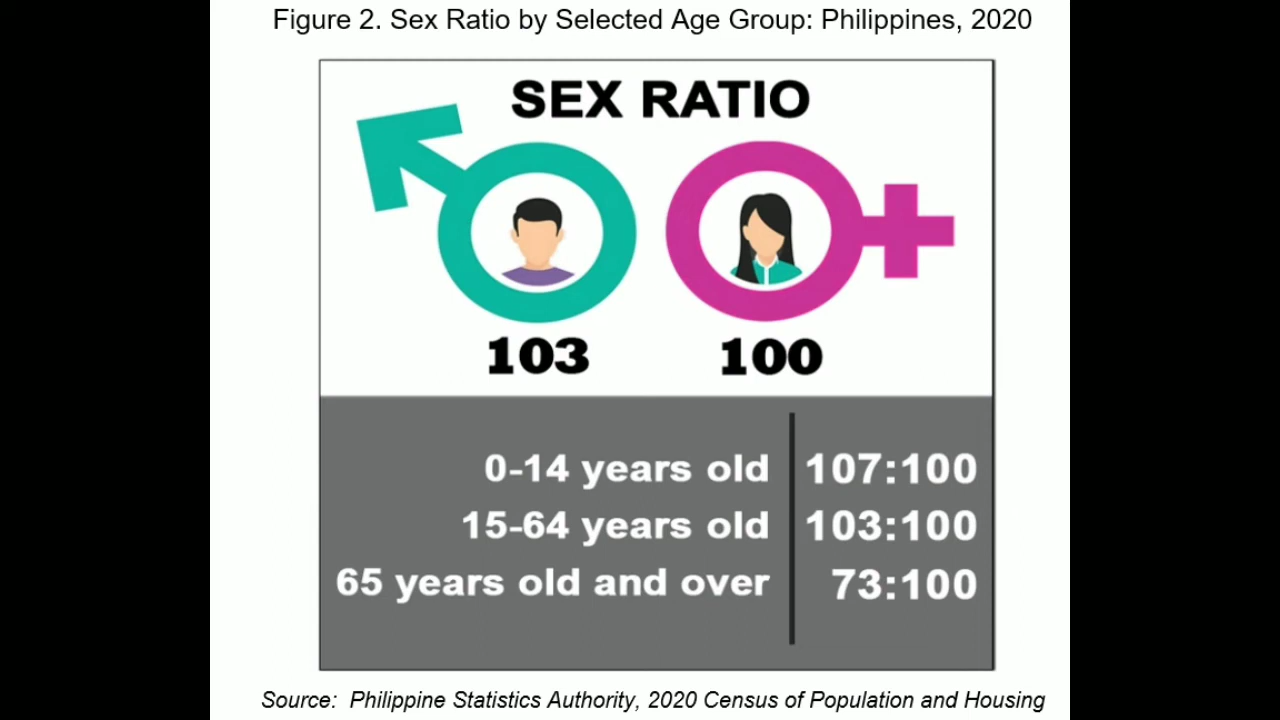 Figure 2. Sex Ratio by Selected Age Group: Philippines, 2020
SEX RATIO
103 100
0-14 years old 107:100
15-64 years old 103:100
65 years old and over 73:100
Source: Philippine Statistics Authority, 2020 Census of Population and Housing